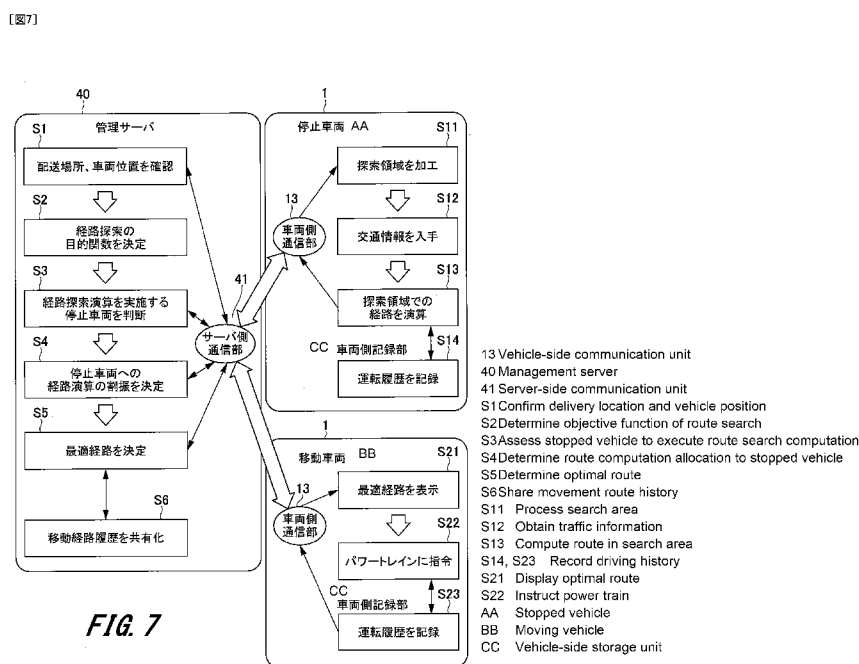 [図7]
40
管理サーバ
S1
配送場所、車両位置を確認
S2
経路探索の
目的関数を決定
S3
経路探索演算を実施する
停止車両を判断
S4
停止車両への
経路演算の割振を決定
S5
最適経路を決定
S6
移動経路履歴を共有化
41
サーバ側
通信部
1
停止車両 AA
S11
探索領域を加工
13
車両側
通信部
S12
交通情報を入手
S13
探索領域での
経路を演算
CC 車両側記録部
S14
運転履歴を記録
1
移動車両 BB
S21
最適経路を表示
13
車両側
通信部
S22
パワートレインに指令
CC
車両側記録部
S23
運転履歴を記録
FIG. 7
13 Vehicle-side communication unit
40 Management server
41 Server-side communication unit
S1 Confirm delivery location and vehicle position
S2 Determine objective function of route search
S3 Assess stopped vehicle to execute route search computation
S4 Determine route computation allocation to stopped vehicle
S5 Determine optimal route
S6 Share movement route history
S11 Process search area
S12 Obtain traffic information
S13 Compute route in search area
S14, S23 Record driving history
S21 Display optimal route
S22 Instruct power train
AA Stopped vehicle
BB Moving vehicle
CC Vehicle-side storage unit